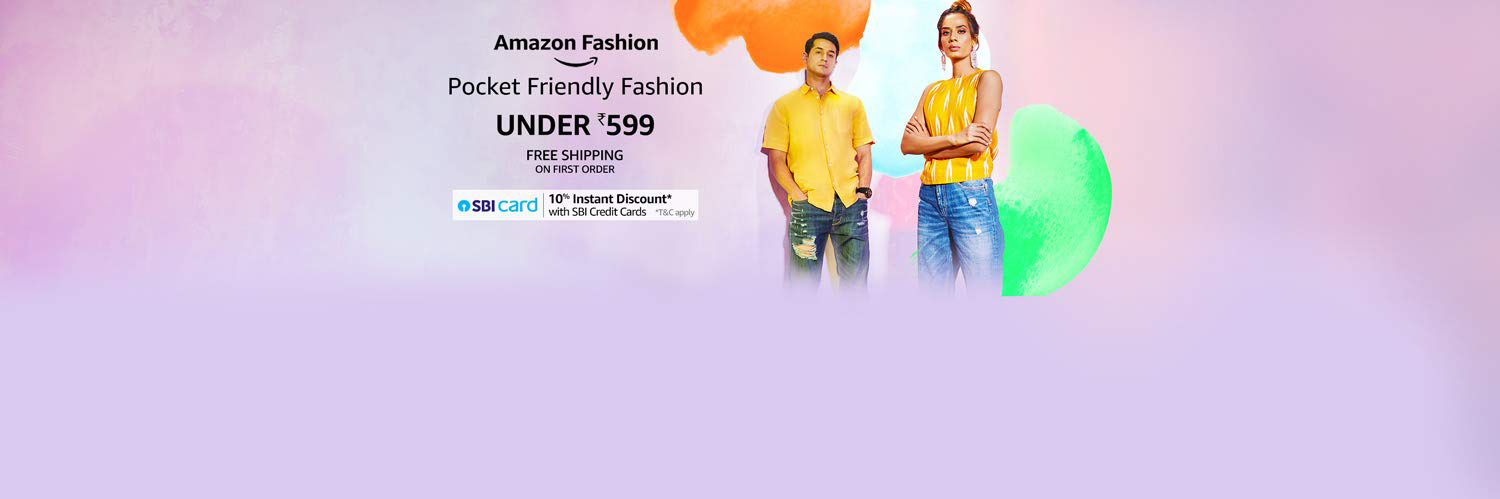 Amazon Fashion
Pocket Friendly Fashion
UNDER ₹599
FREE SHIPPING
ON FIRST ORDER
SBI card
10% Instant Discount*
with SBI Credit Cards *T&C apply